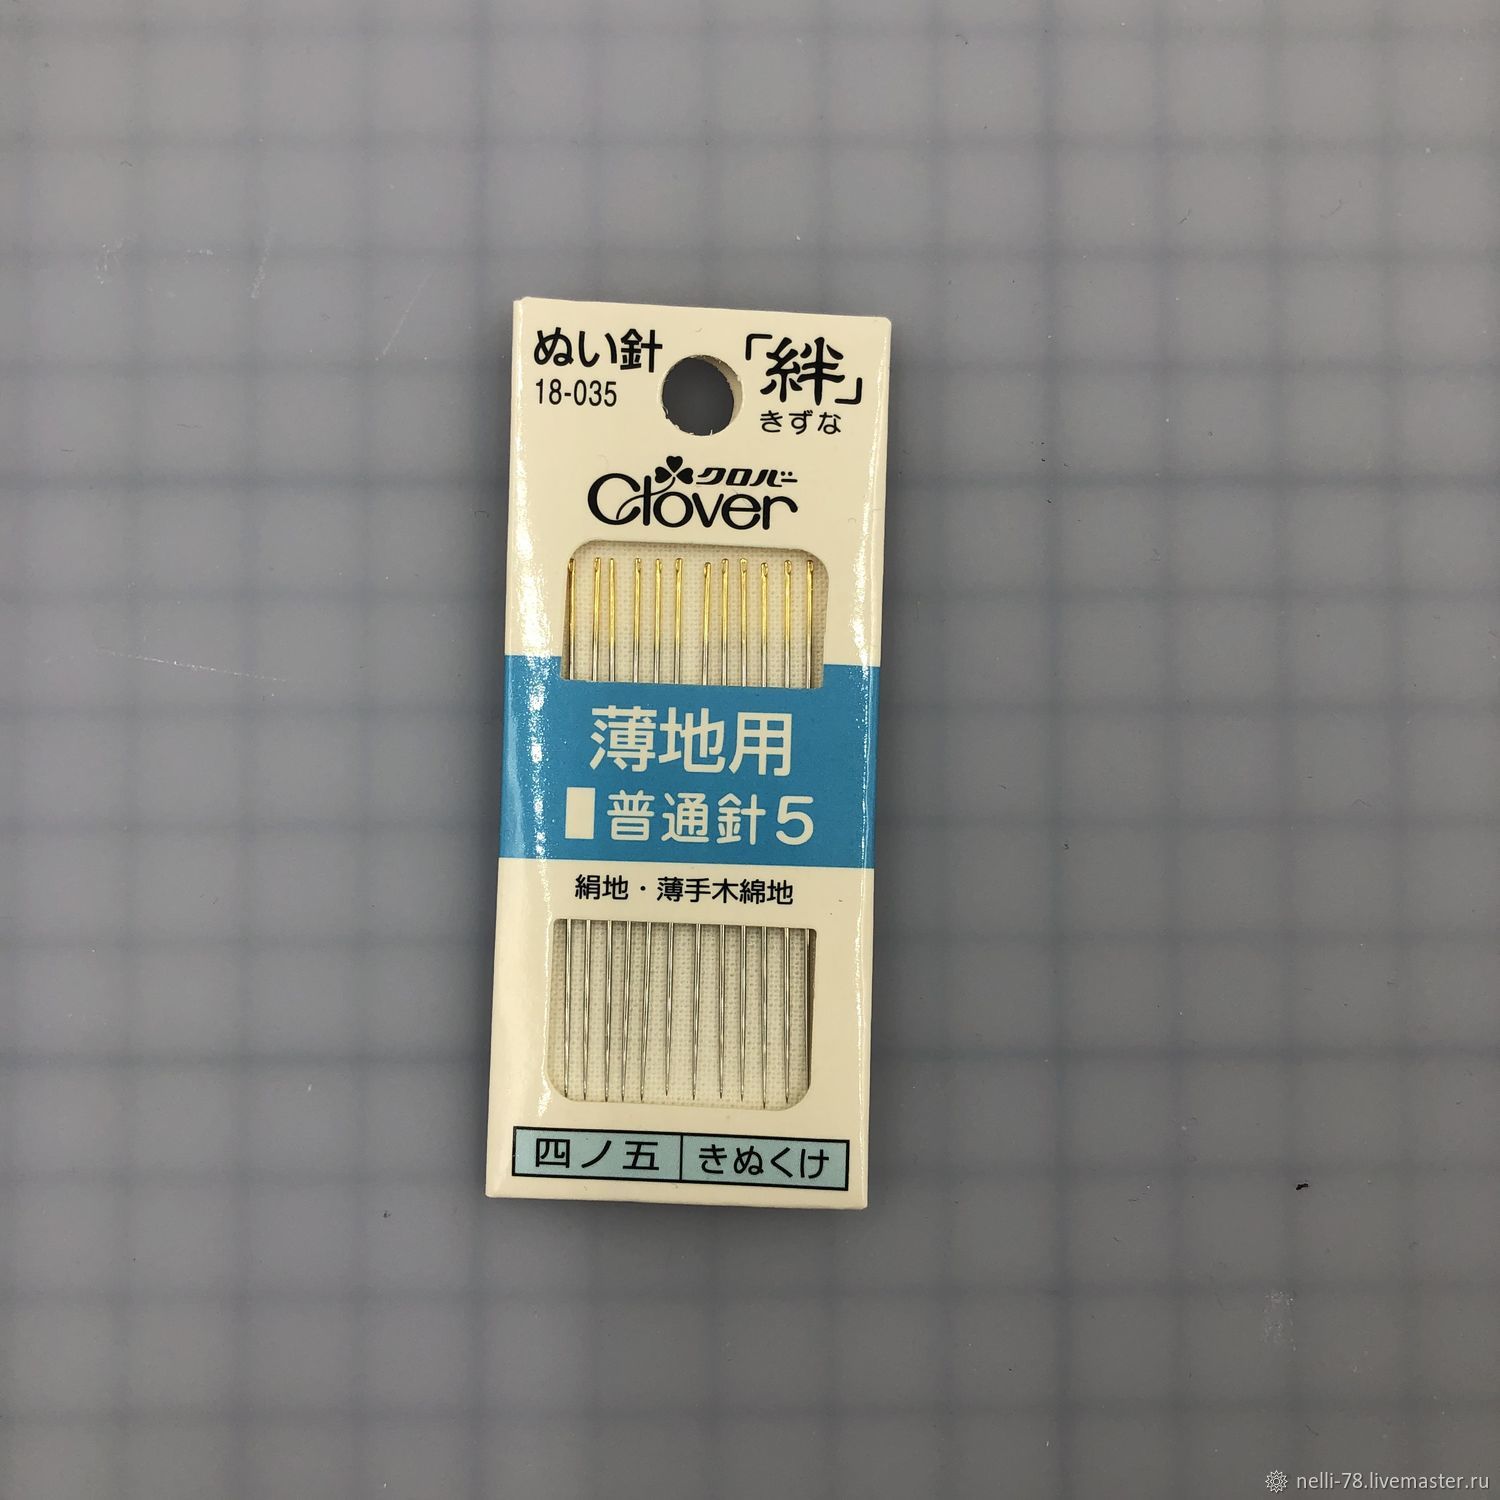 ぬい針
18-035
「絆」
きずな
クロバー
Clover
薄地用
普通針5
絹地・薄手木綿地
四ノ五 きぬくけ
nelli-78.livemaster.ru